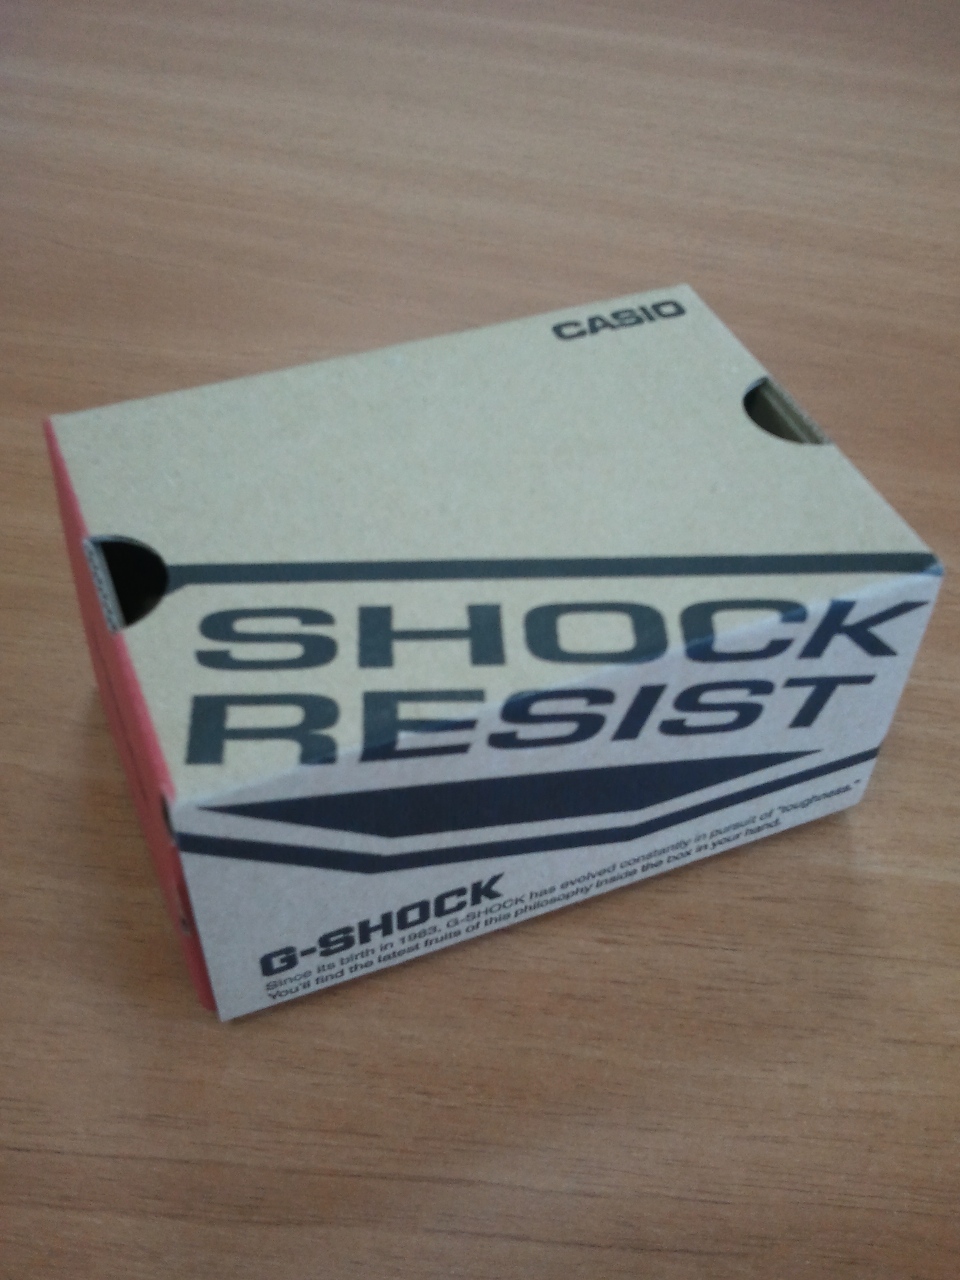 CASIO
SHOCK
RESIST
G-SHOCK
Since its birth in 1983, G-SHOCK has evolved constantly in pursuit of "toughness."
You'll find the latest fruits of this philosophy inside the box in your hand.